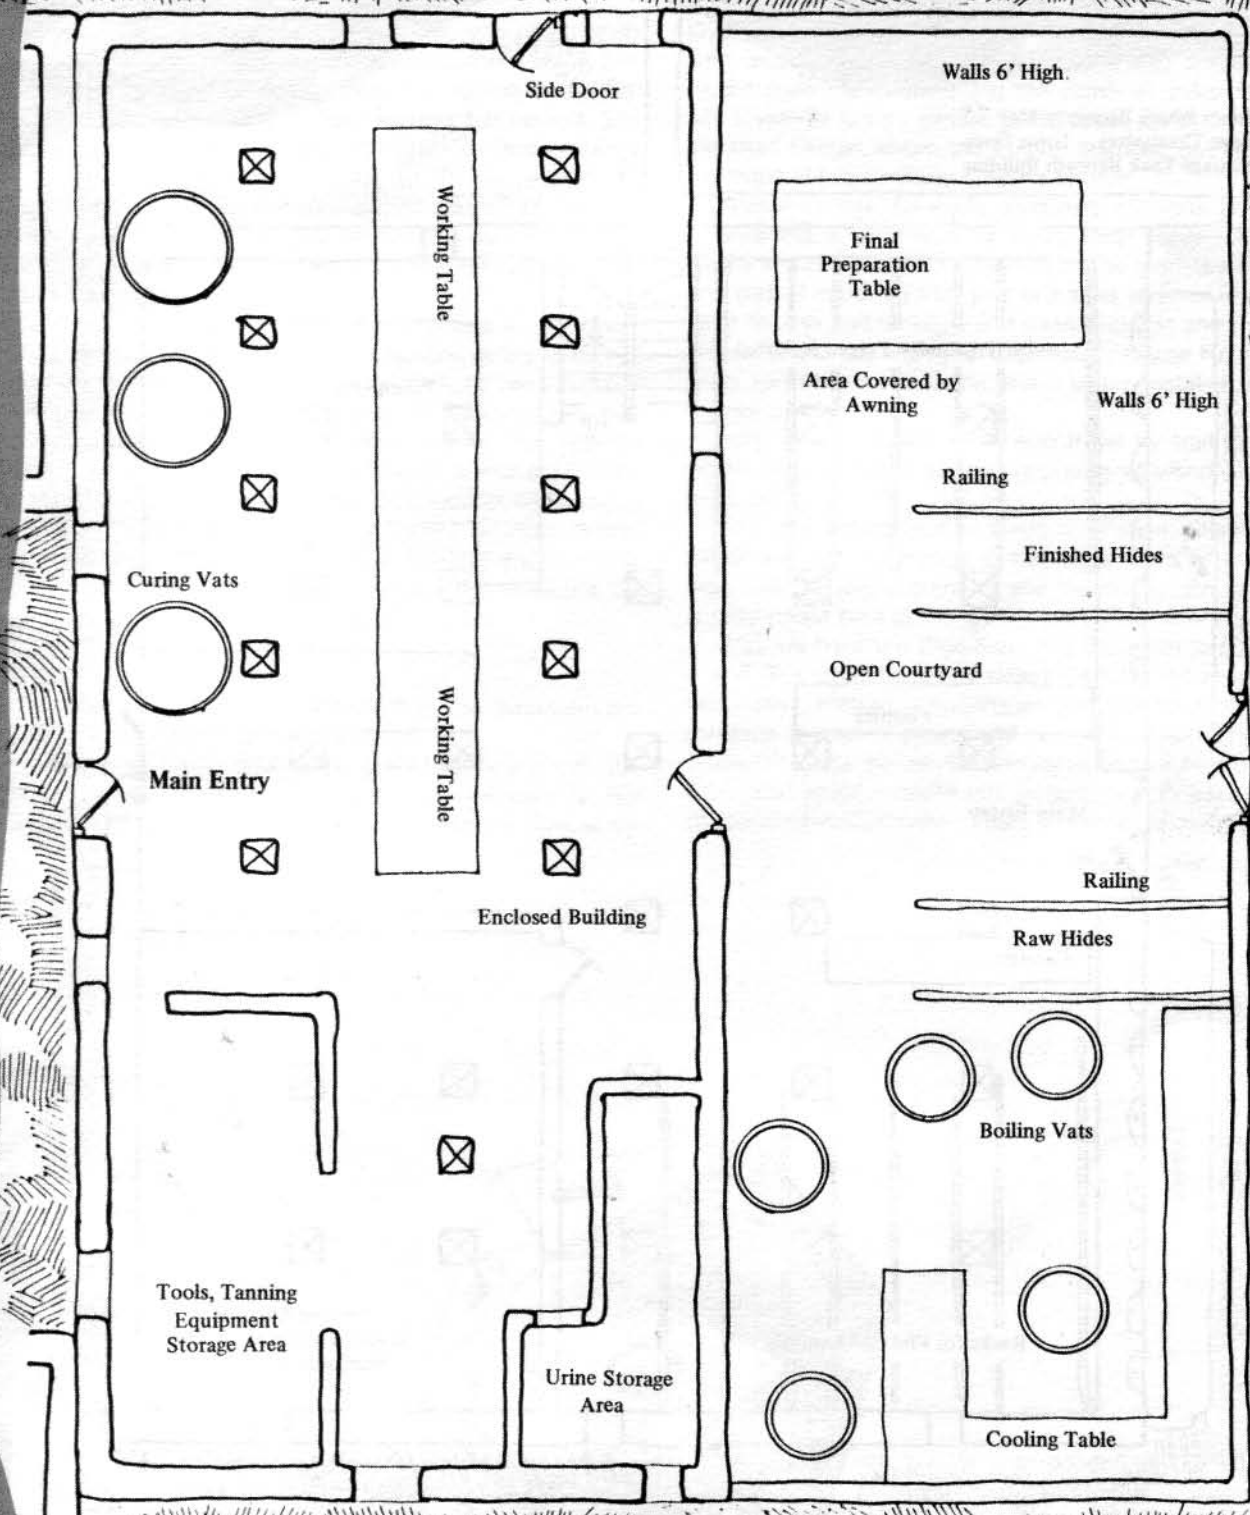 Side Door
Walls 6’ High.
Working Table
Final
Preparation
Table
Area Covered by
Awning
Walls 6’ High
Railing
Finished Hides
Curing Vats
Open Courtyard
Working Table
Main Entry
Railing
Enclosed Building
Raw Hides
Boiling Vats
Tools, Tanning
Equipment
Storage Area
Urine Storage
Area
Cooling Table